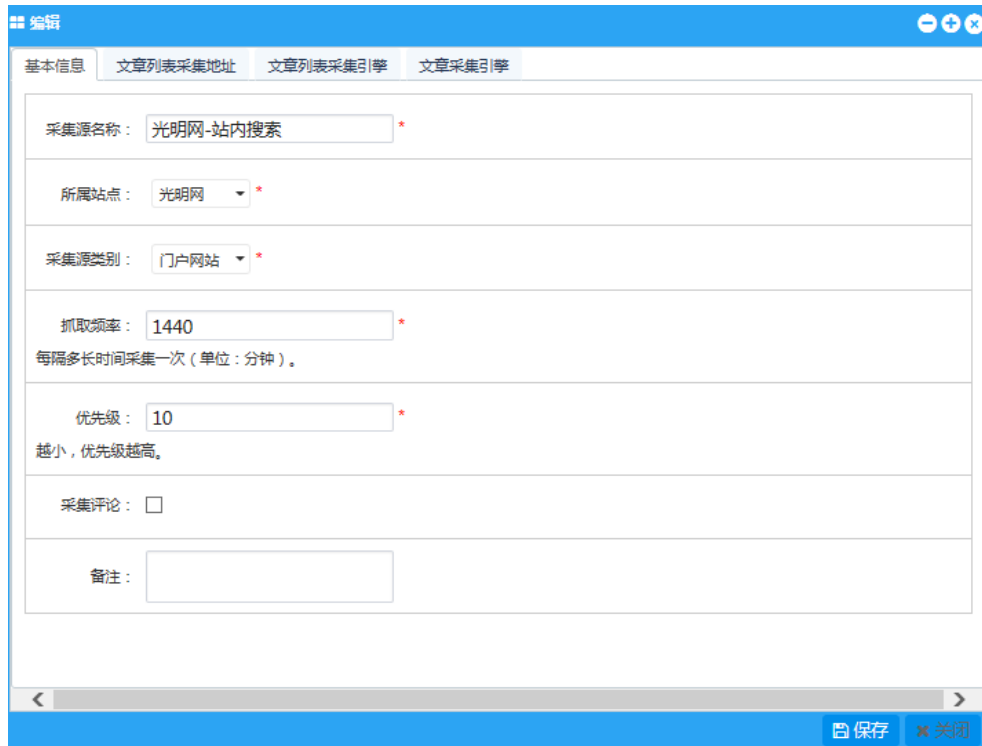 编辑
基本信息 文章列表采集地址 文章列表采集引擎 文章采集引擎
采集源名称： 光明网-站内搜索 *
所属站点： 光明网 *
采集源类别： 门户网站 *
抓取频率： 1440 *
每隔多长时间采集一次（单位：分钟）。
优先级： 10 *
越小，优先级越高。
采集评论：
备注：
保存 关闭